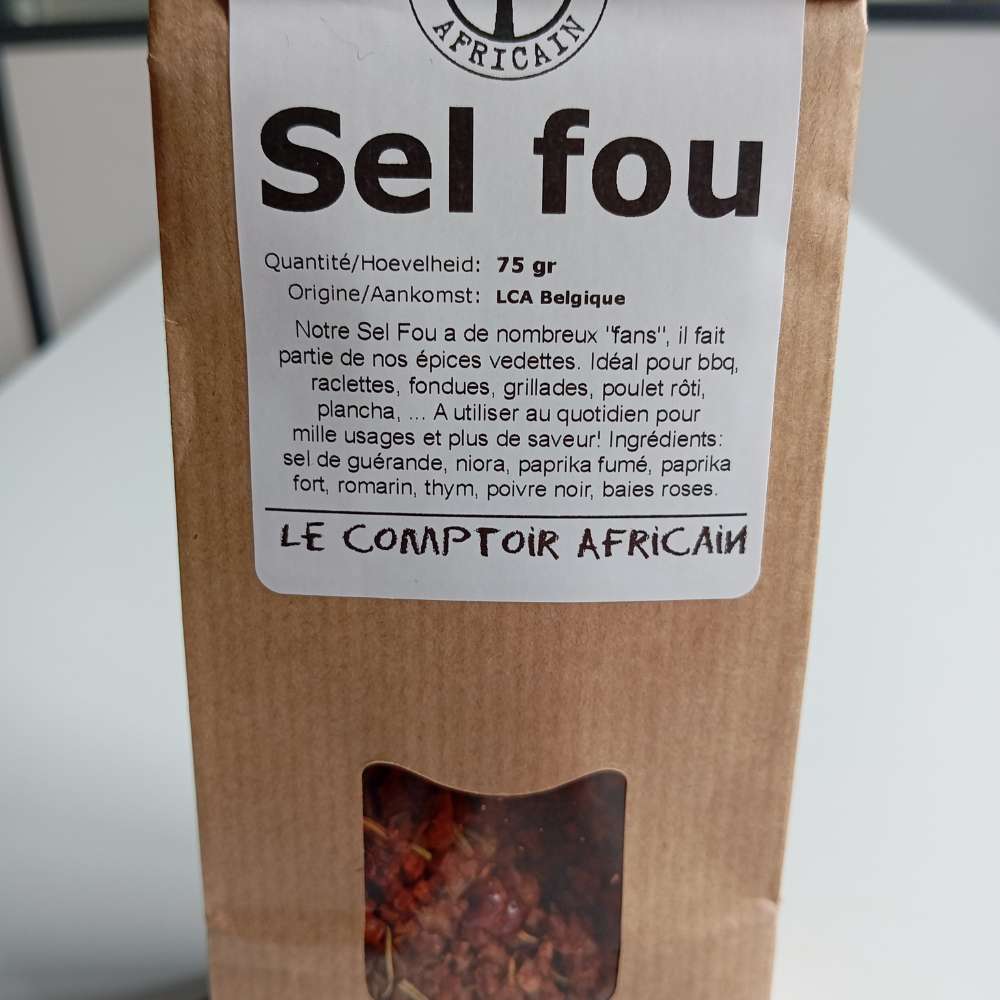 AFRICAIN
Sel fou
Quantité/Hoevelheid: 75 gr
Origine/Aankomst: LCA Belgique
Notre Sel Fou a de nombreux "fans", il fait
partie de nos épices vedettes. Idéal pour bbq,
raclettes, fondues, grillades, poulet rôti,
plancha, ... A utiliser au quotidien pour
mille usages et plus de saveur! Ingrédients:
sel de guérande, niora, paprika fumé, paprika
fort, romarin, thym, poivre noir, baies roses.
LE COMPTOIR AFRICAIN